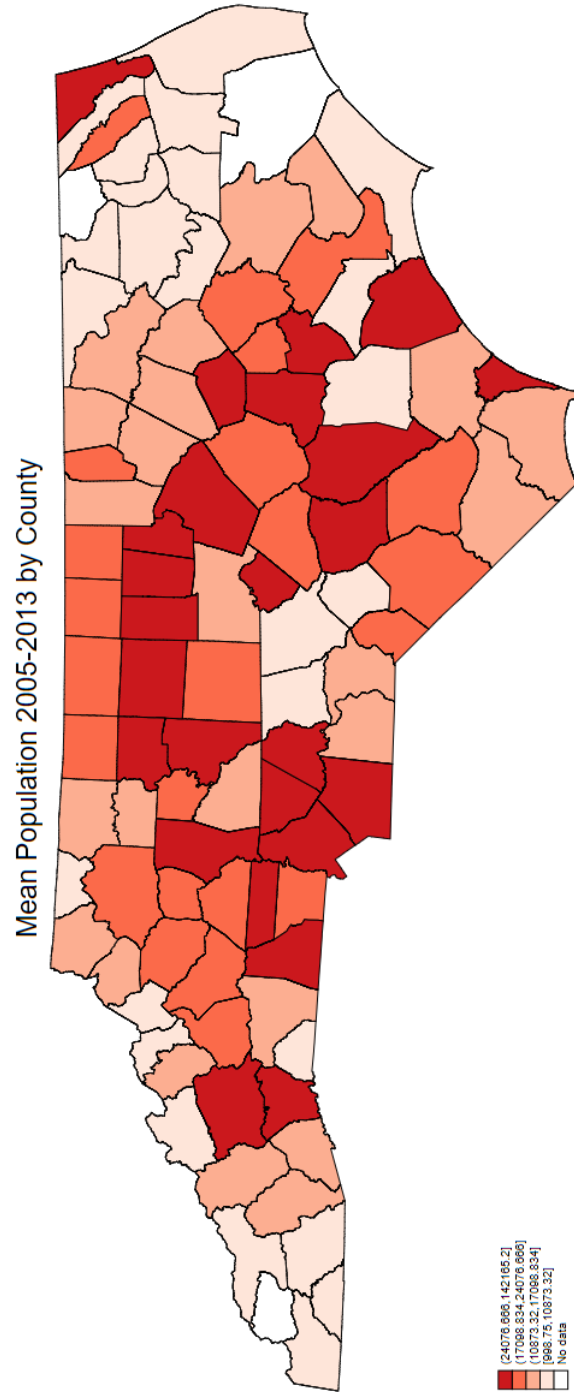 Mean Population 2005-2013 by County
(24076.666,142165.2]
(17098.834,24076.666]
(10873.32,17098.834]
[998.75,10873.32]
No data